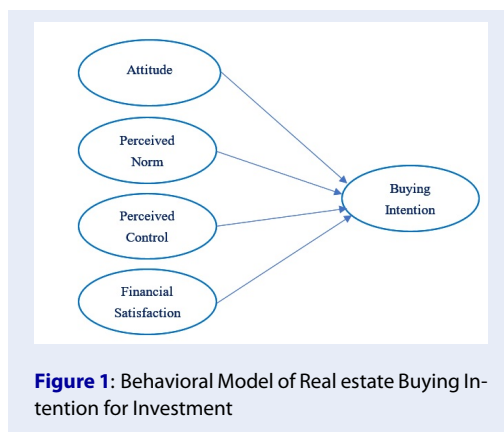 Attitude
Perceived
Norm
Perceived
Control
Financial
Satisfaction
Buying
Intention
Figure 1: Behavioral Model of Real estate Buying In-
tention for Investment